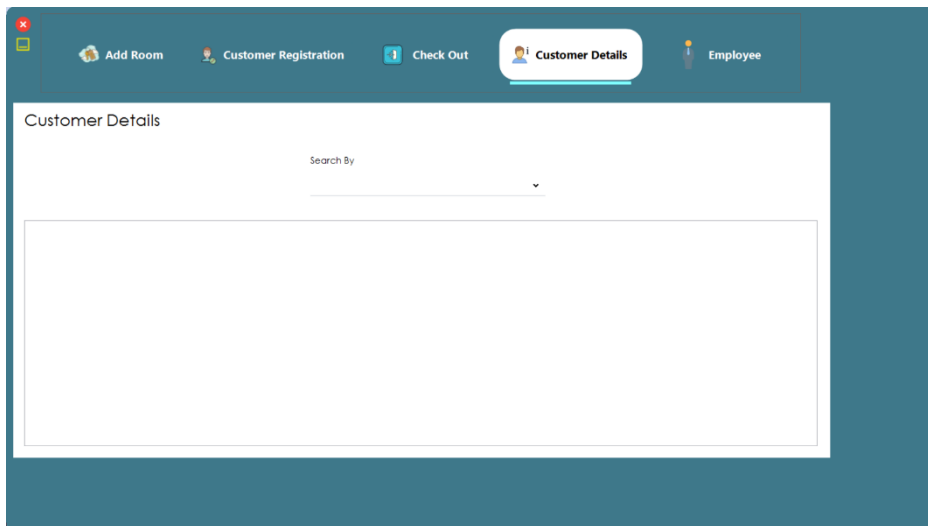 Add Room
Customer Registration
Check Out
Customer Details
Employee
Customer Details
Search By